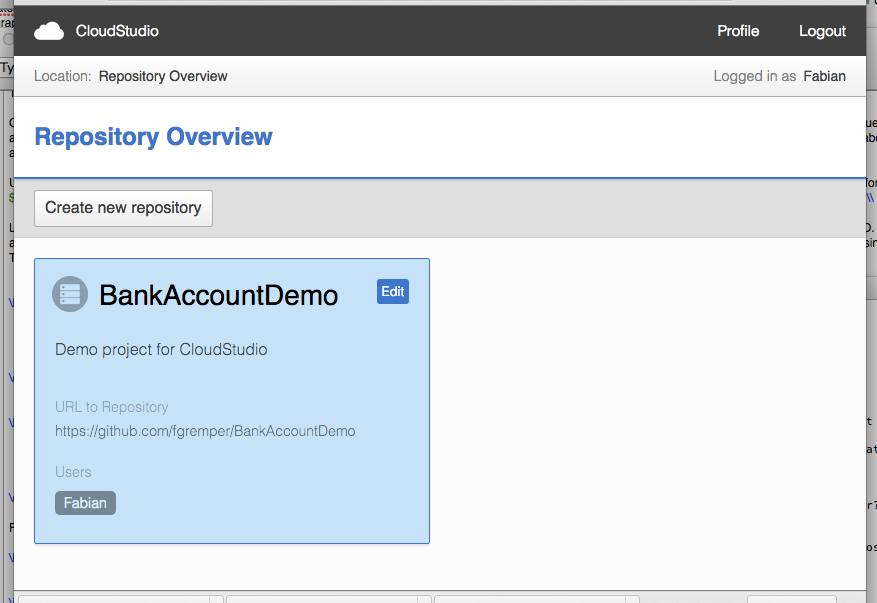 CloudStudio Profile Logout
Location: Repository Overview Logged in as Fabian
Repository Overview
Create new repository
BankAccountDemo Edit
Demo project for CloudStudio
URL to Repository
https://github.com/fgremper/BankAccountDemo
Users
Fabian